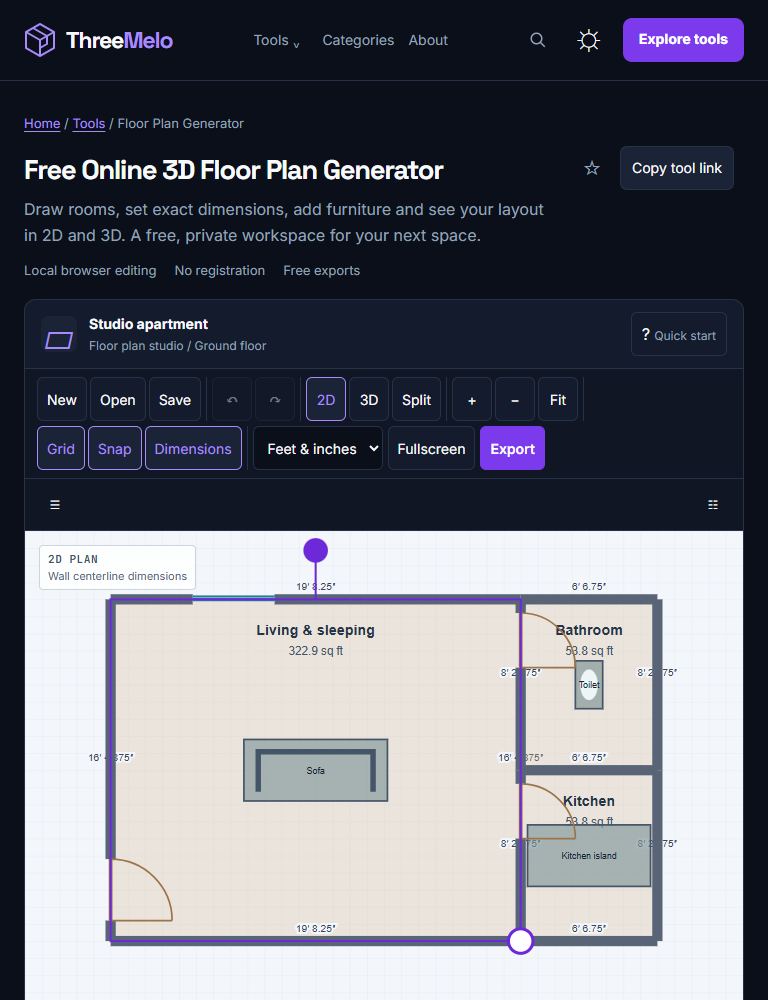 ThreeMelo
Tools
Categories
About
Explore tools
Home / Tools / Floor Plan Generator
Free Online 3D Floor Plan Generator
☆
Copy tool link
Draw rooms, set exact dimensions, add furniture and see your layout
in 2D and 3D. A free, private workspace for your next space.
Local browser editing
No registration
Free exports
Studio apartment
Floor plan studio / Ground floor
? Quick start
New
Open
Save
↶
↷
2D
3D
Split
+
−
Fit
Grid
Snap
Dimensions
Feet & inches
Fullscreen
Export
☰
☷
2D PLAN
Wall centerline dimensions
19′ 8.25″
6′ 6.75″
Living & sleeping
322.9 sq ft
Bathroom
53.8 sq ft
Toilet
6′ 6.75″
Sofa
Kitchen
53.8 sq ft
Kitchen island
19′ 8.25″
6′ 6.75″